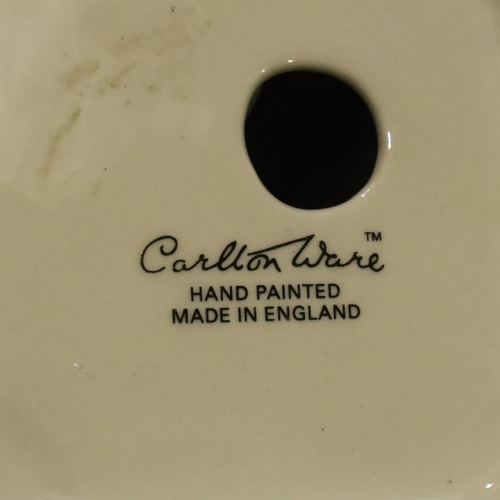 Carlton Ware™
HAND PAINTED
MADE IN ENGLAND